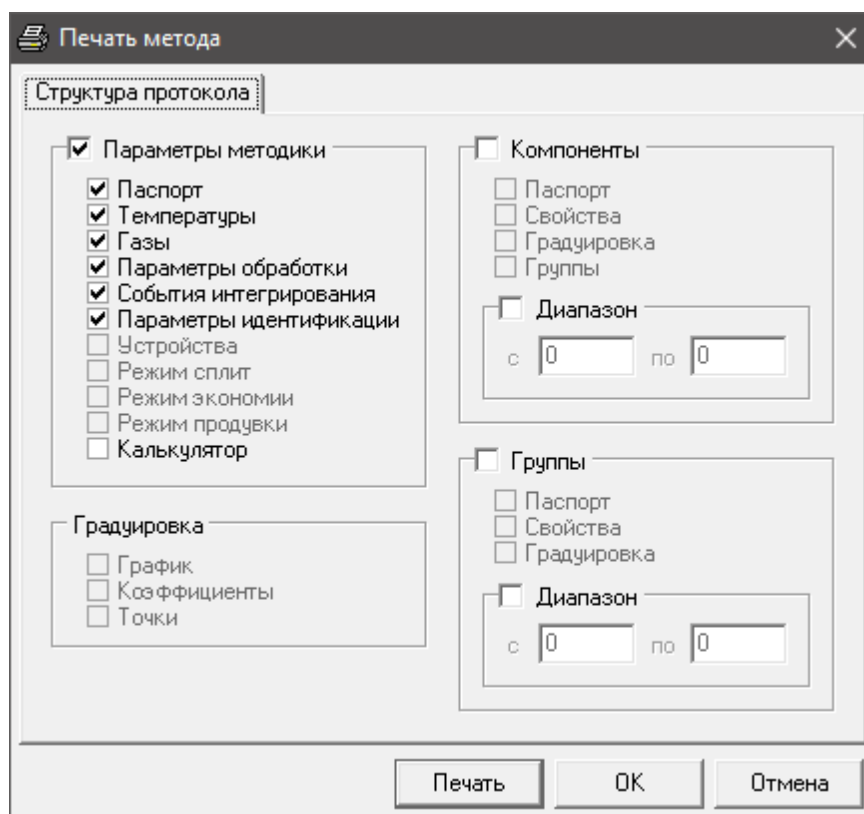 Печать метода
Структура протокола
Параметры методики
Паспорт
Температуры
Газы
Параметры обработки
События интегрирования
Параметры идентификации
Устройства
Режим сплит
Режим экономии
Режим продувки
Калькулятор
Градуировка
График
Коэффициенты
Точки
Компоненты
Паспорт
Свойства
Градуировка
Группы
Диапазон
с 0 по 0
Группы
Паспорт
Свойства
Градуировка
Диапазон
с 0 по 0
Печать OK Отмена